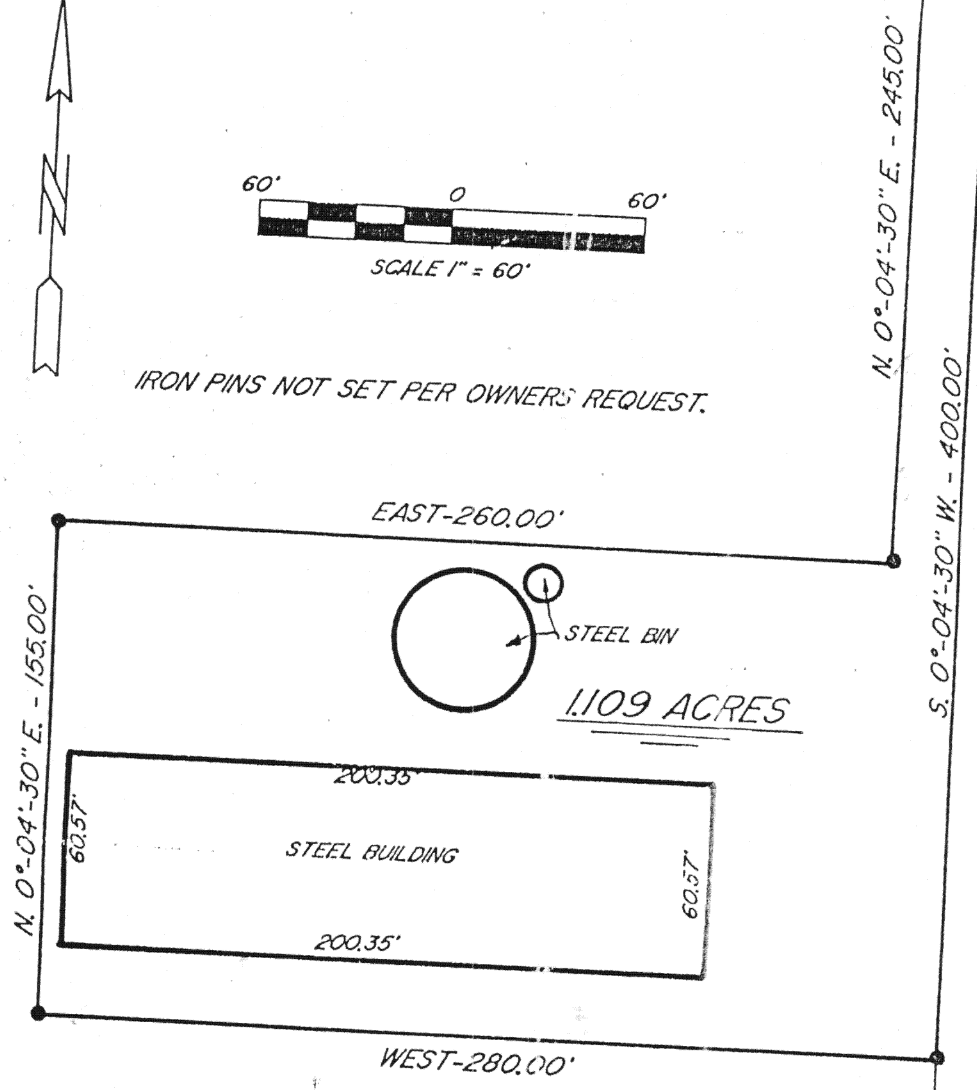 N
N. 0°-04'-30" E. - 245.00'
60' 0 60'
SCALE 1" = 60'
IRON PINS NOT SET PER OWNERS REQUEST.
S. 0°-04'-30" W. - 400.00'
EAST-260.00'
N. 0°-04'-30" E. - 155.00'
STEEL BIN
1.109 ACRES
200.35'
60.57'
STEEL BUILDING
60.57'
200.35'
WEST-280.00'